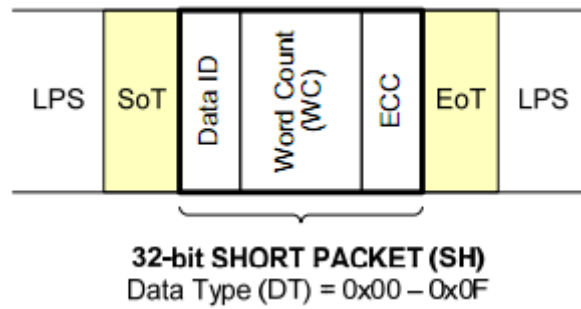 LPS
SoT
Data ID
Word Count
(WC)
ECC
EoT
LPS
32-bit SHORT PACKET (SH)
Data Type (DT) = 0x00 – 0x0F